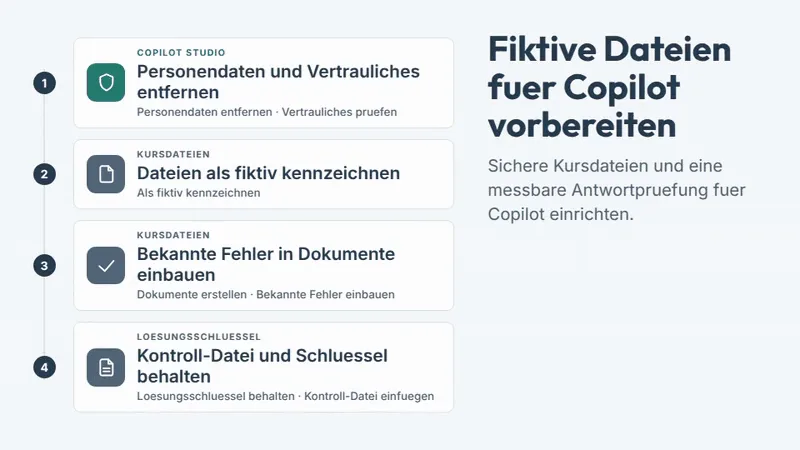 Fiktive Dateien
fuer Copilot
vorbereiten
Sichere Kursdateien und eine
messbare Antwortpruefung fuer
Copilot einrichten.
1
COPILOT STUDIO
Personendaten und Vertrauliches
entfernen
Personendaten entfernen · Vertrauliches pruefen
2
KURSDATEIEN
Dateien als fiktiv kennzeichnen
Als fiktiv kennzeichnen
3
KURSDATEIEN
Bekannte Fehler in Dokumente
einbauen
Dokumente erstellen · Bekannte Fehler einbauen
4
LOESUNGSSCHLUESSEL
Kontroll-Datei und Schluessel
behalten
Loesungsschluessel behalten · Kontroll-Datei einfuegen